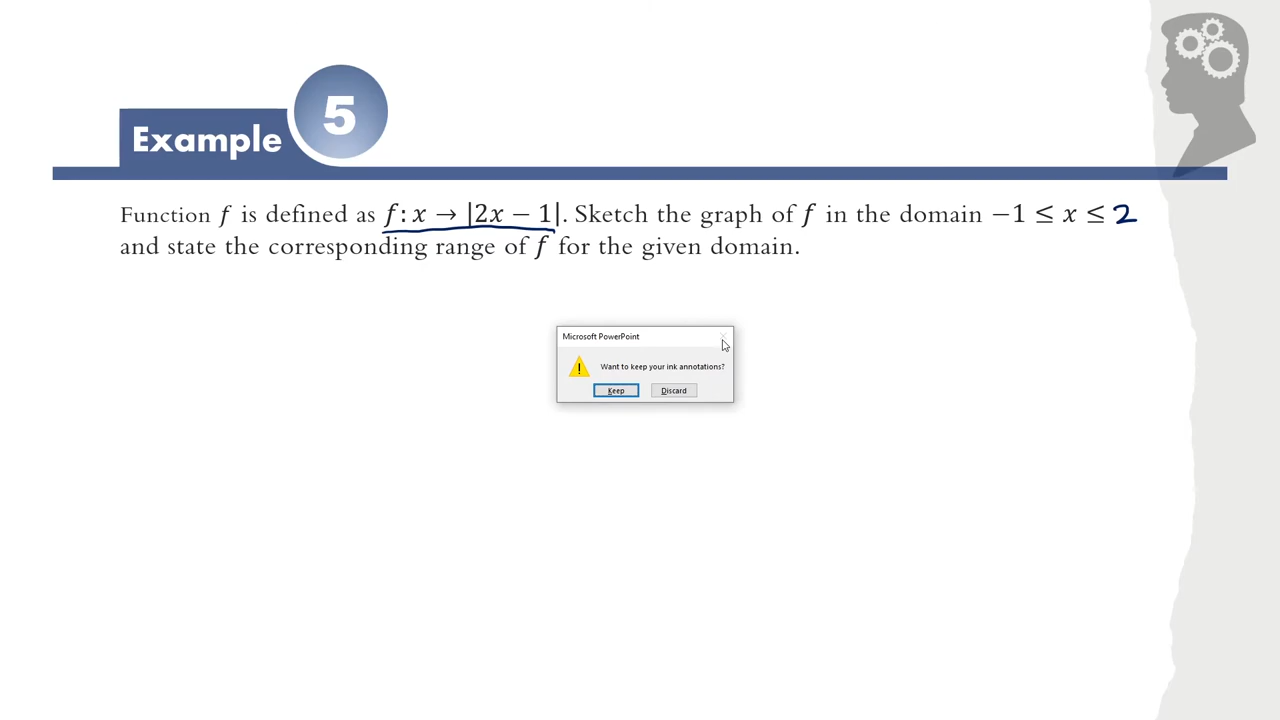 Example 5
Function f is defined as f: x → |2x − 1|. Sketch the graph of f in the domain −1 ≤ x ≤ 2
and state the corresponding range of f for the given domain.
Microsoft PowerPoint
Want to keep your ink annotations?
Keep Discard